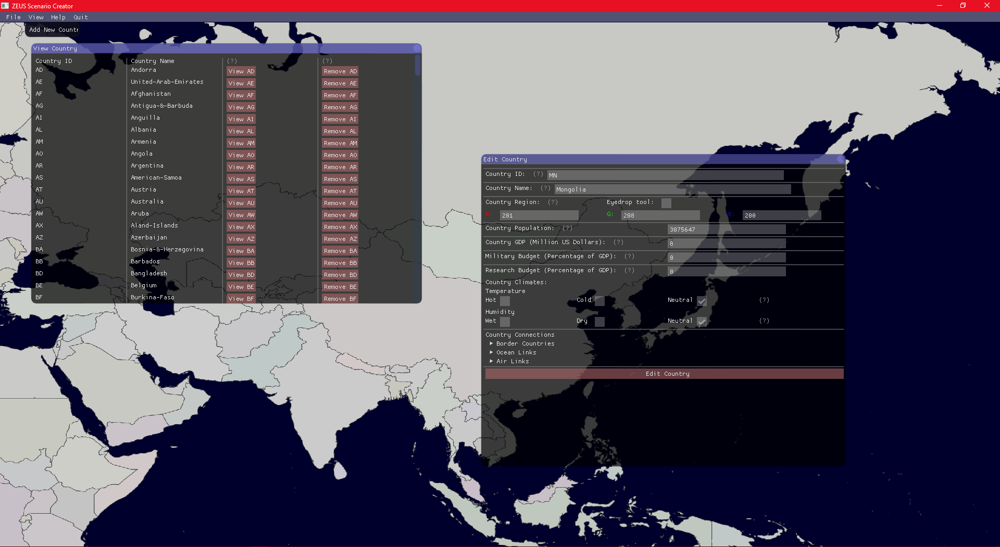 ZEUS Scenario Creator
File View Help Quit
Add New Countr
View Country
Country ID Country Name (?) (?)
AD Andorra View AD Remove AD
AE United-Arab-Emirates View AE Remove AE
AF Afghanistan View AF Remove AF
AG Antigua-&-Barbuda View AG Remove AG
AI Anguilla View AI Remove AI
AL Albania View AL Remove AL
AM Armenia View AM Remove AM
AO Angola View AO Remove AO
AR Argentina View AR Remove AR
AS American-Samoa View AS Remove AS
AT Austria View AT Remove AT
AU Australia View AU Remove AU
AW Aruba View AW Remove AW
AX Aland-Islands View AX Remove AX
AZ Azerbaijan View AZ Remove AZ
BA Bosnia-&-Herzegovina View BA Remove BA
BB Barbados View BB Remove BB
BD Bangladesh View BD Remove BD
BE Belgium View BE Remove BE
BF Burkina-Faso View BF Remove BF
Edit Country
Country ID: (?) MN
Country Name: (?) Mongolia
Country Region: (?) Eyedrop tool:
R: 201 G: 208 B: 200
Country Population: (?) 3075647
Country GDP (Million US Dollars): (?) 0
Military Budget (Percentage of GDP): (?) 0
Research Budget (Percentage of GDP): (?) 0
Country Climates:
Temperature
Hot Cold Neutral (?)
Humidity
Wet Dry Neutral (?)
Country Connections
Border Countries
Ocean Links
Air Links
Edit Country